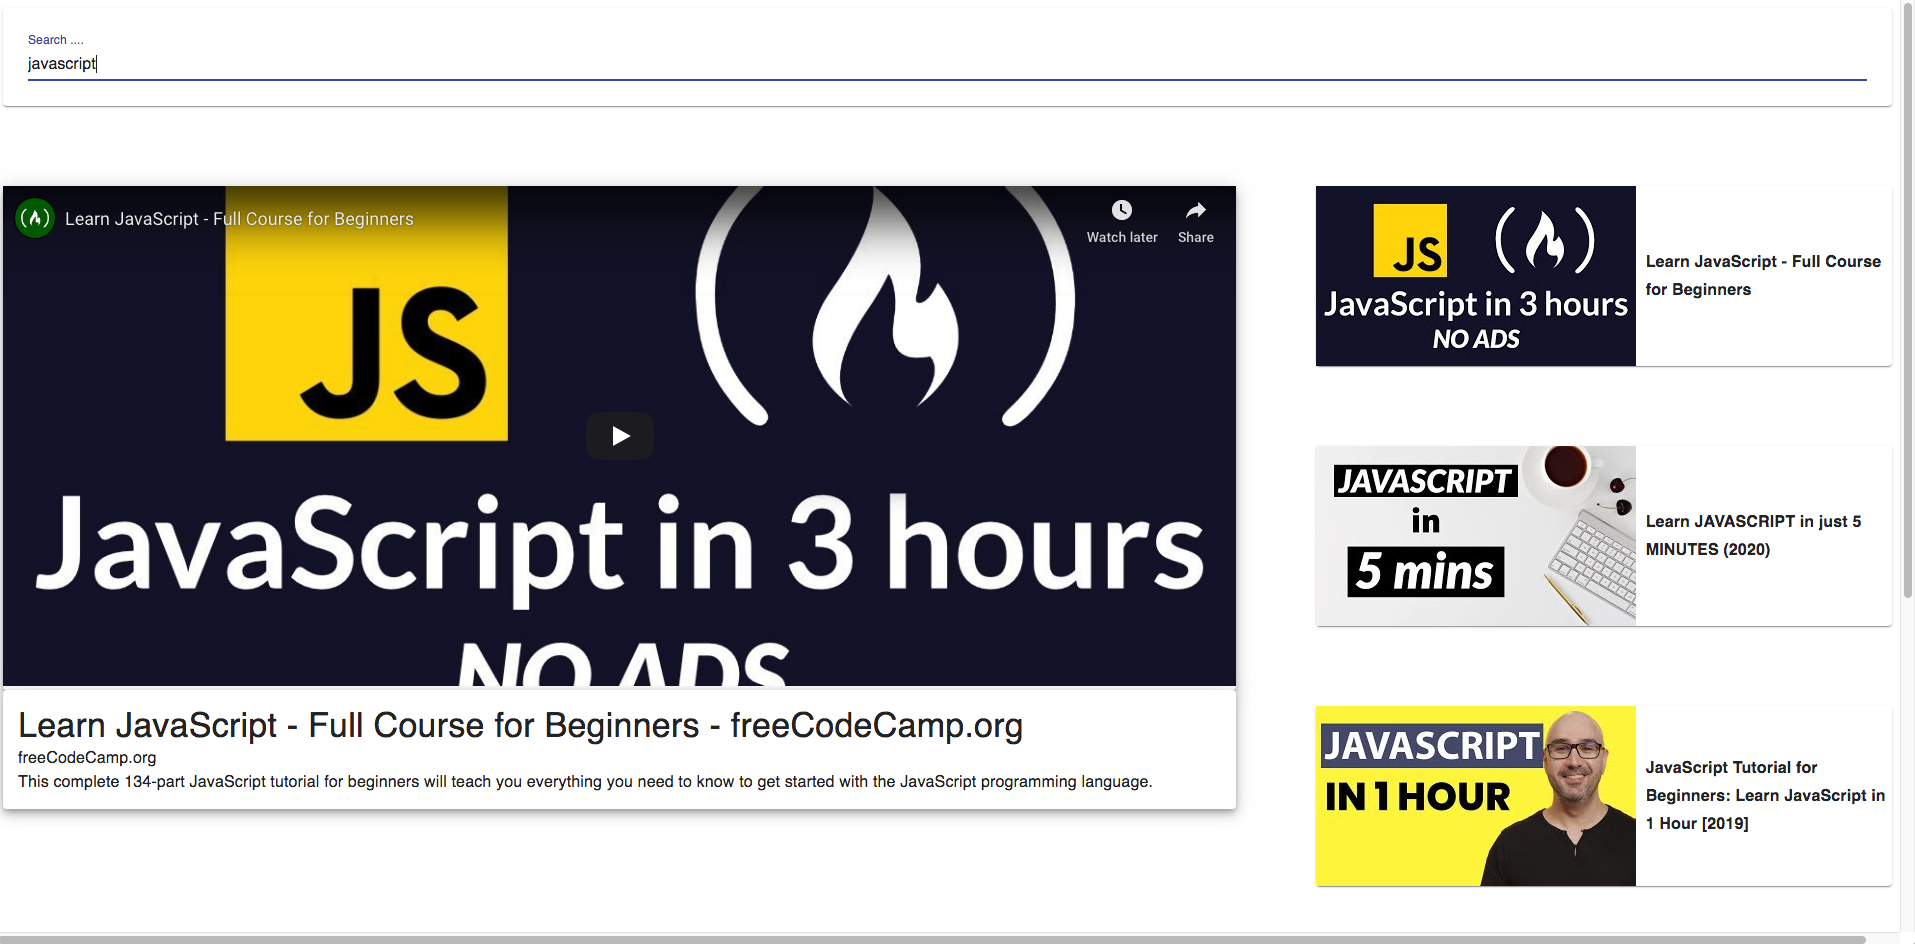 Search ....
javascript
Learn JavaScript - Full Course for Beginners
Watch later
Share
JS
JavaScript in 3 hours
NO ADS
Learn JavaScript - Full Course for Beginners - freeCodeCamp.org
freeCodeCamp.org
This complete 134-part JavaScript tutorial for beginners will teach you everything you need to know to get started with the JavaScript programming language.
JS
JavaScript in 3 hours
NO ADS
Learn JavaScript - Full Course
for Beginners
JAVASCRIPT
in
5 mins
Learn JAVASCRIPT in just 5
MINUTES (2020)
JAVASCRIPT
IN 1 HOUR
JavaScript Tutorial for
Beginners: Learn JavaScript in
1 Hour [2019]